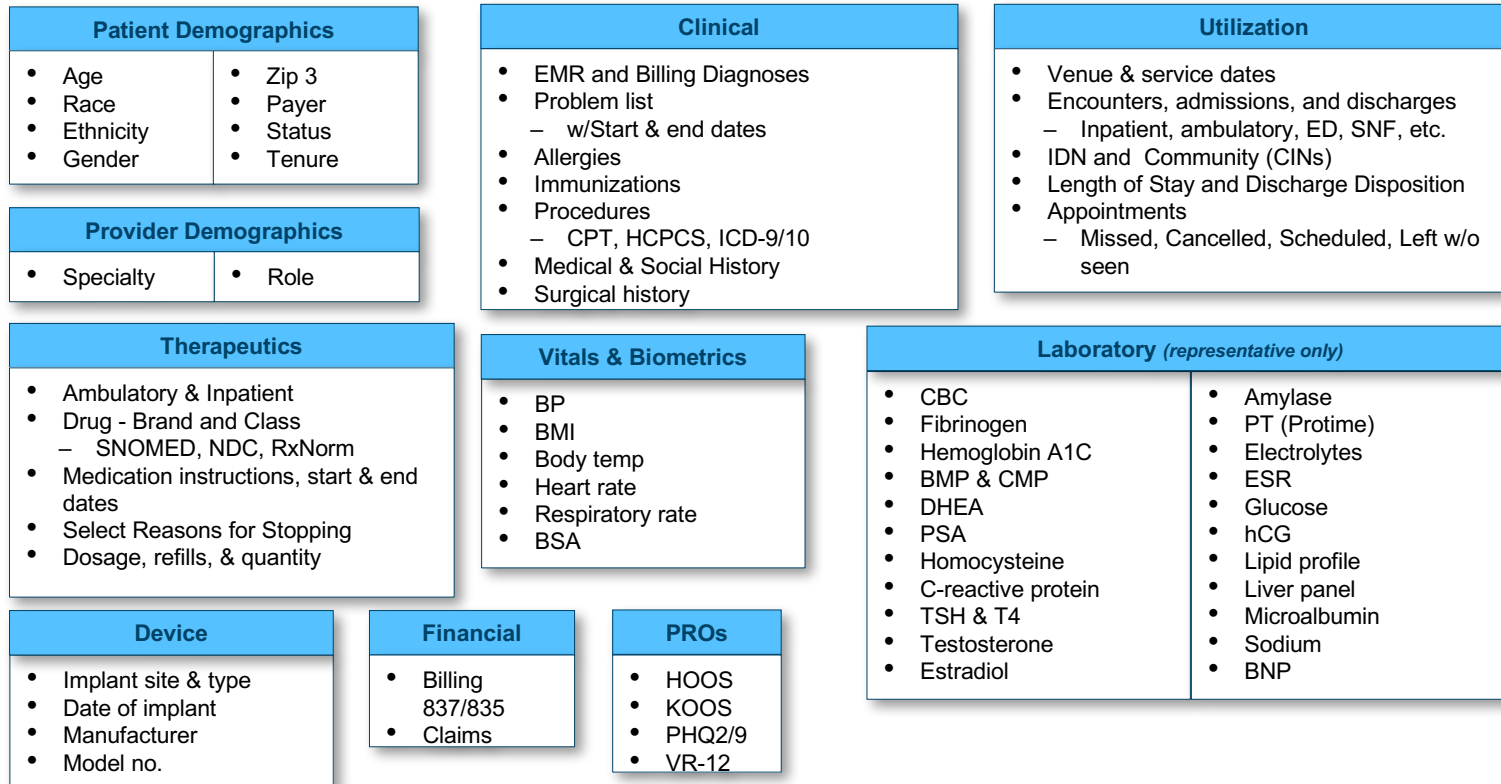 Patient Demographics
• Age
• Race
• Ethnicity
• Gender
• Zip 3
• Payer
• Status
• Tenure
Provider Demographics
• Specialty
• Role
Clinical
• EMR and Billing Diagnoses
• Problem list
– w/Start & end dates
• Allergies
• Immunizations
• Procedures
– CPT, HCPCS, ICD-9/10
• Medical & Social History
• Surgical history
Utilization
• Venue & service dates
• Encounters, admissions, and discharges
– Inpatient, ambulatory, ED, SNF, etc.
• IDN and Community (CINs)
• Length of Stay and Discharge Disposition
• Appointments
– Missed, Cancelled, Scheduled, Left w/o
seen
Therapeutics
• Ambulatory & Inpatient
• Drug - Brand and Class
– SNOMED, NDC, RxNorm
• Medication instructions, start & end
dates
• Select Reasons for Stopping
• Dosage, refills, & quantity
Vitals & Biometrics
• BP
• BMI
• Body temp
• Heart rate
• Respiratory rate
• BSA
Laboratory (representative only)
• CBC
• Fibrinogen
• Hemoglobin A1C
• BMP & CMP
• DHEA
• PSA
• Homocysteine
• C-reactive protein
• TSH & T4
• Testosterone
• Estradiol
• Amylase
• PT (Protime)
• Electrolytes
• ESR
• Glucose
• hCG
• Lipid profile
• Liver panel
• Microalbumin
• Sodium
• BNP
Device
• Implant site & type
• Date of implant
• Manufacturer
• Model no.
Financial
• Billing
837/835
• Claims
PROs
• HOOS
• KOOS
• PHQ2/9
• VR-12